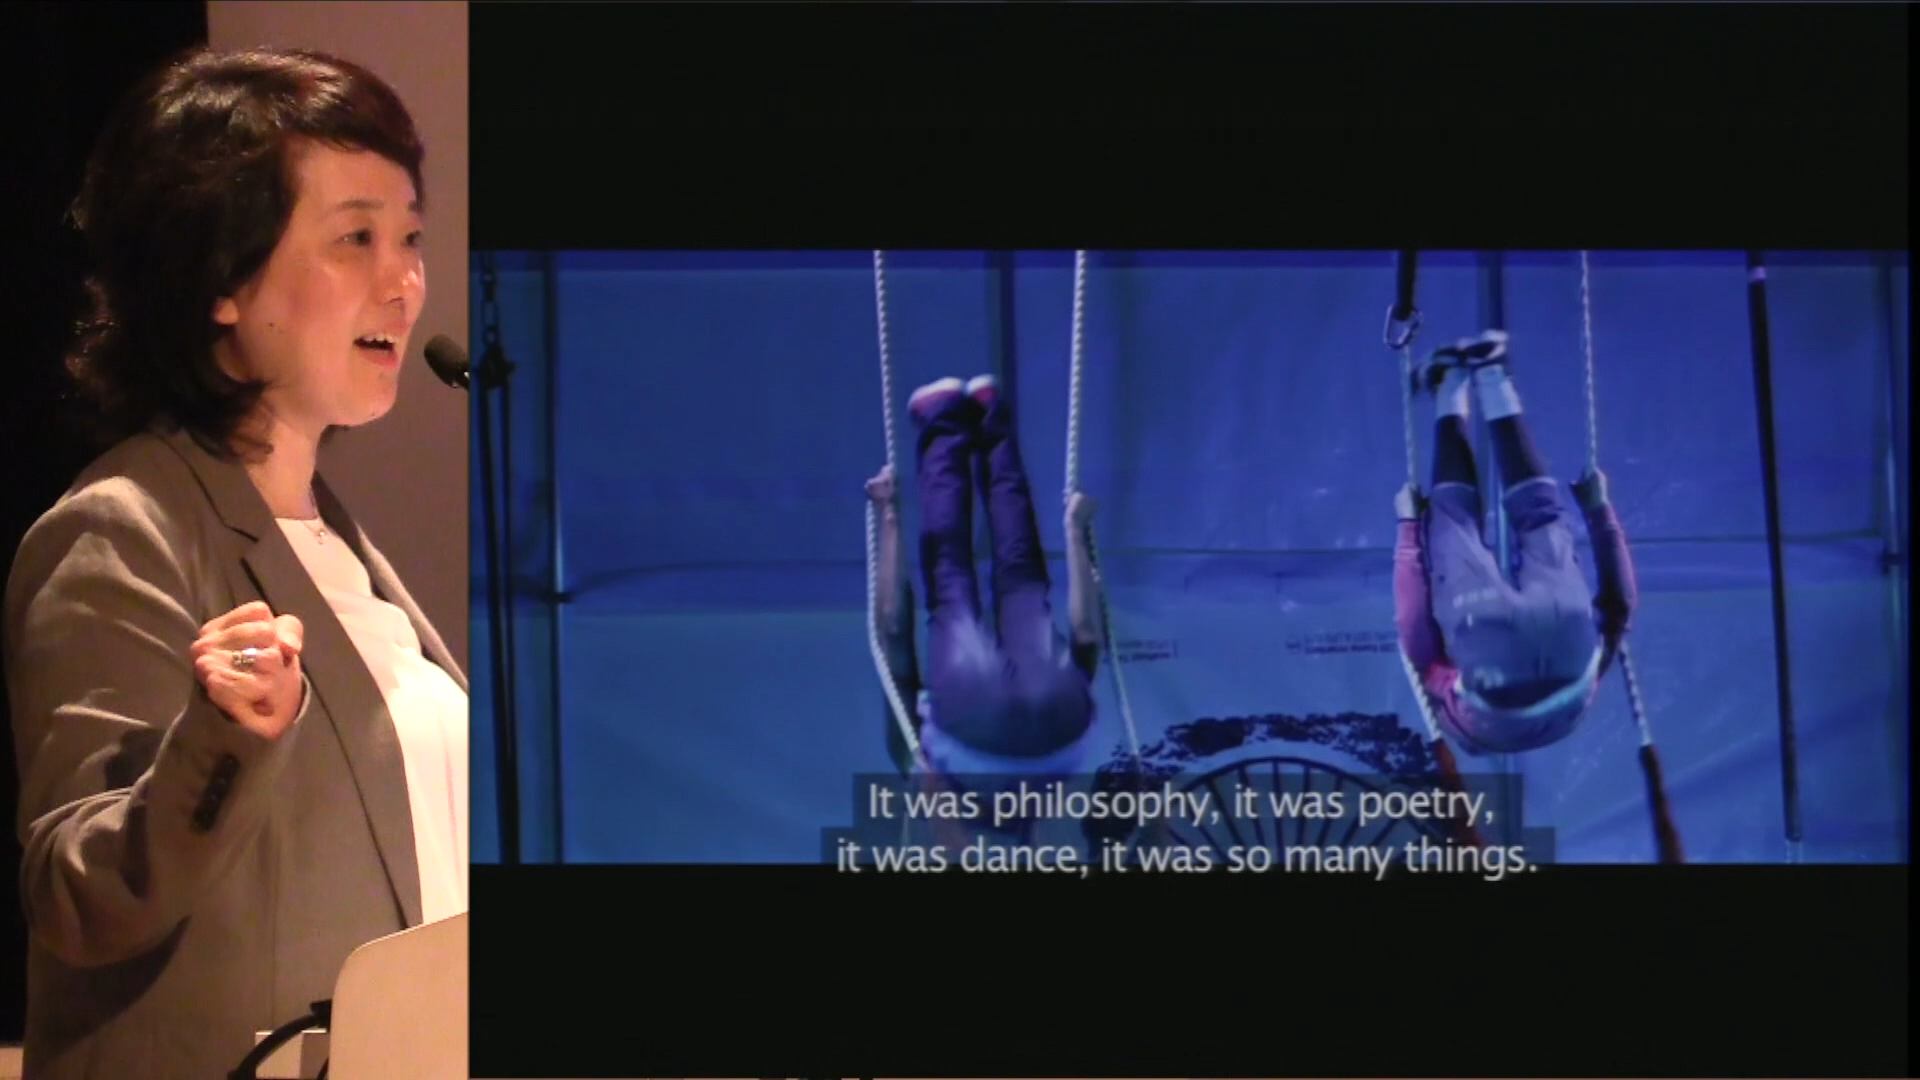 It was philosophy, it was poetry,
it was dance, it was so many things.